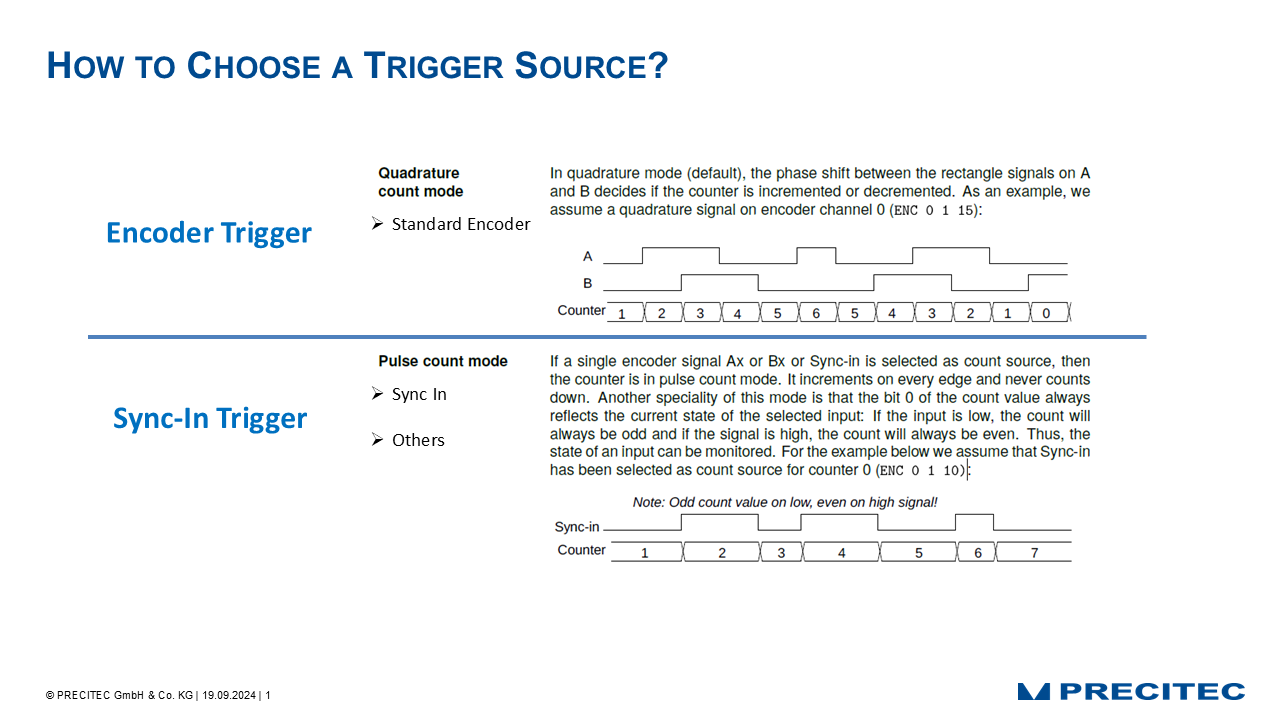 HOW TO CHOOSE A TRIGGER SOURCE?
Encoder Trigger
Quadrature
count mode
➢ Standard Encoder
In quadrature mode (default), the phase shift between the rectangle signals on A
and B decides if the counter is incremented or decremented. As an example, we
assume a quadrature signal on encoder channel 0 (ENC 0 1 15):
A
B
Counter 1 2 3 4 5 6 5 4 3 2 1 0
Sync-In Trigger
Pulse count mode
➢ Sync In
➢ Others
If a single encoder signal Ax or Bx or Sync-in is selected as count source, then
the counter is in pulse count mode. It increments on every edge and never counts
down. Another speciality of this mode is that the bit 0 of the count value always
reflects the current state of the selected input: If the input is low, the count will
always be odd and if the signal is high, the count will always be even. Thus, the
state of an input can be monitored. For the example below we assume that Sync-in
has been selected as count source for counter 0 (ENC 0 1 10):
Note: Odd count value on low, even on high signal!
Sync-in
Counter 1 2 3 4 5 6 7
© PRECITEC GmbH & Co. KG | 19.09.2024 | 1
PRECITEC